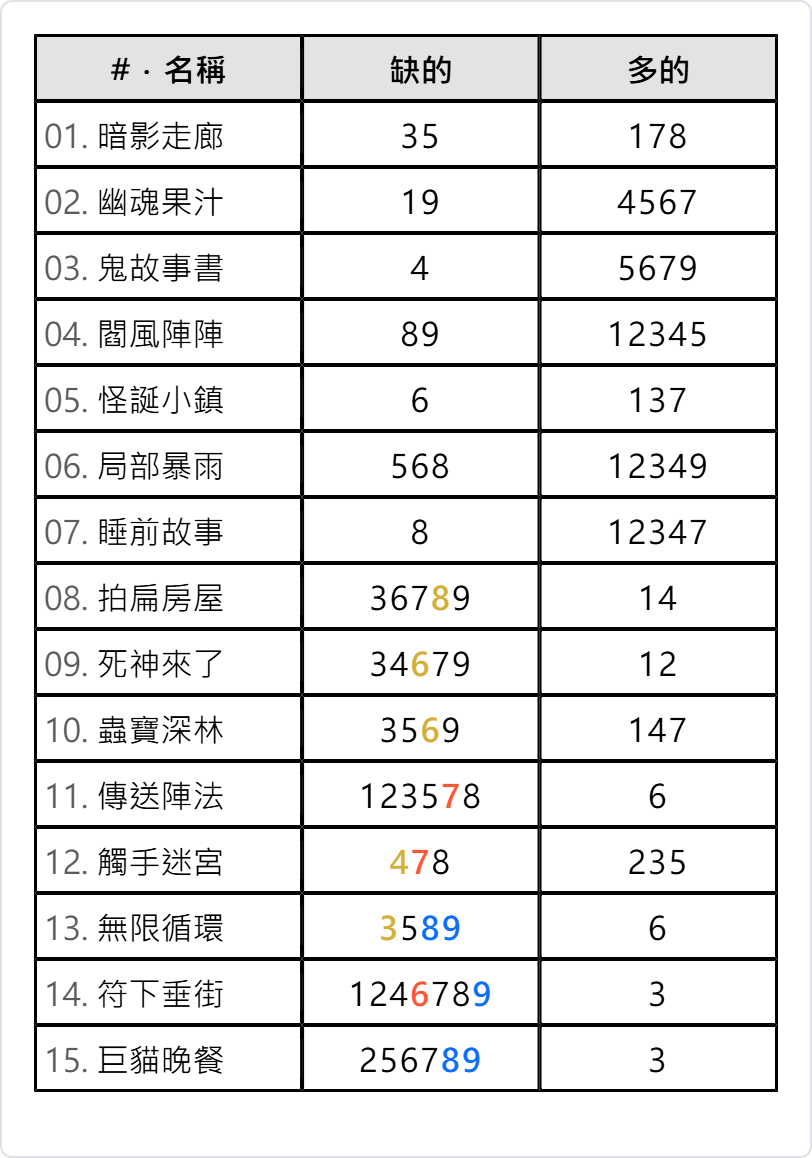 # · 名稱 缺的 多的
01. 暗影走廊 35 178
02. 幽魂果汁 19 4567
03. 鬼故事書 4 5679
04. 閻風陣陣 89 12345
05. 怪誕小鎮 6 137
06. 局部暴雨 568 12349
07. 睡前故事 8 12347
08. 拍扁房屋 36789 14
09. 死神來了 34679 12
10. 蟲寶深林 3569 147
11. 傳送陣法 123578 6
12. 觸手迷宮 478 235
13. 無限循環 3589 6
14. 符下垂街 1246789 3
15. 巨貓晚餐 256789 3